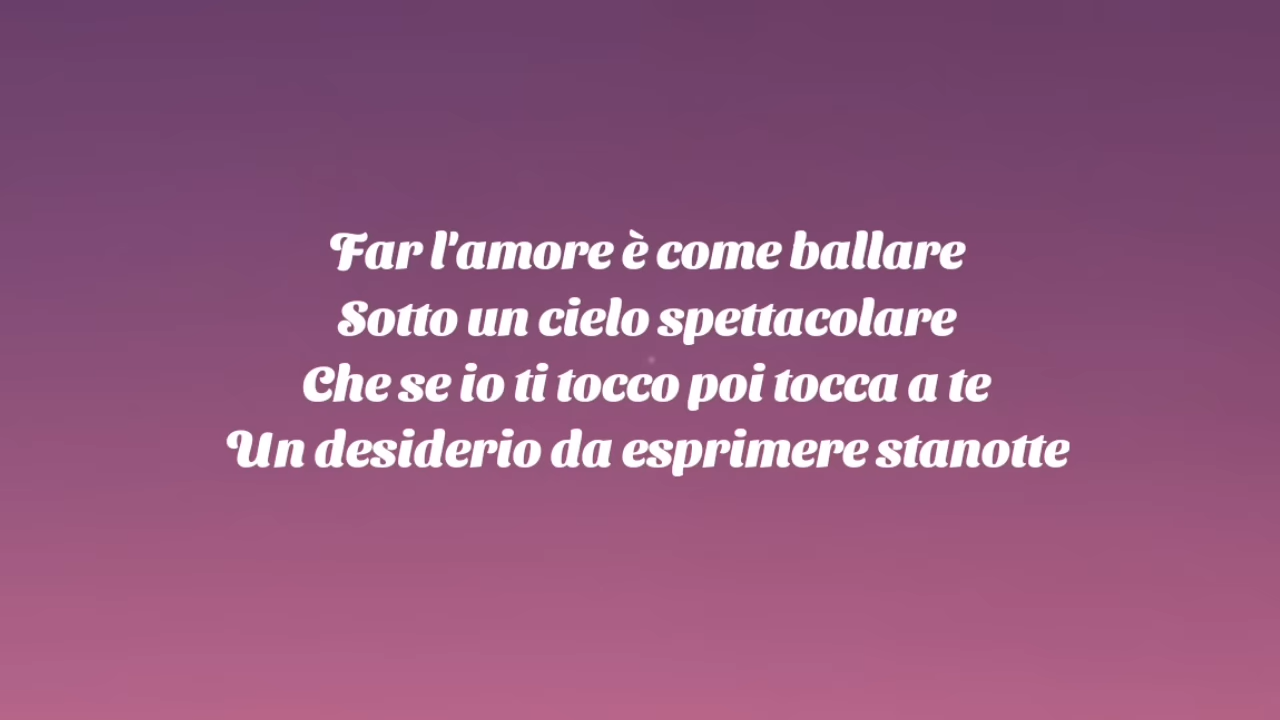 Far l'amore è come ballare
Sotto un cielo spettacolare
Che se io ti tocco poi tocca a te
Un desiderio da esprimere stanotte